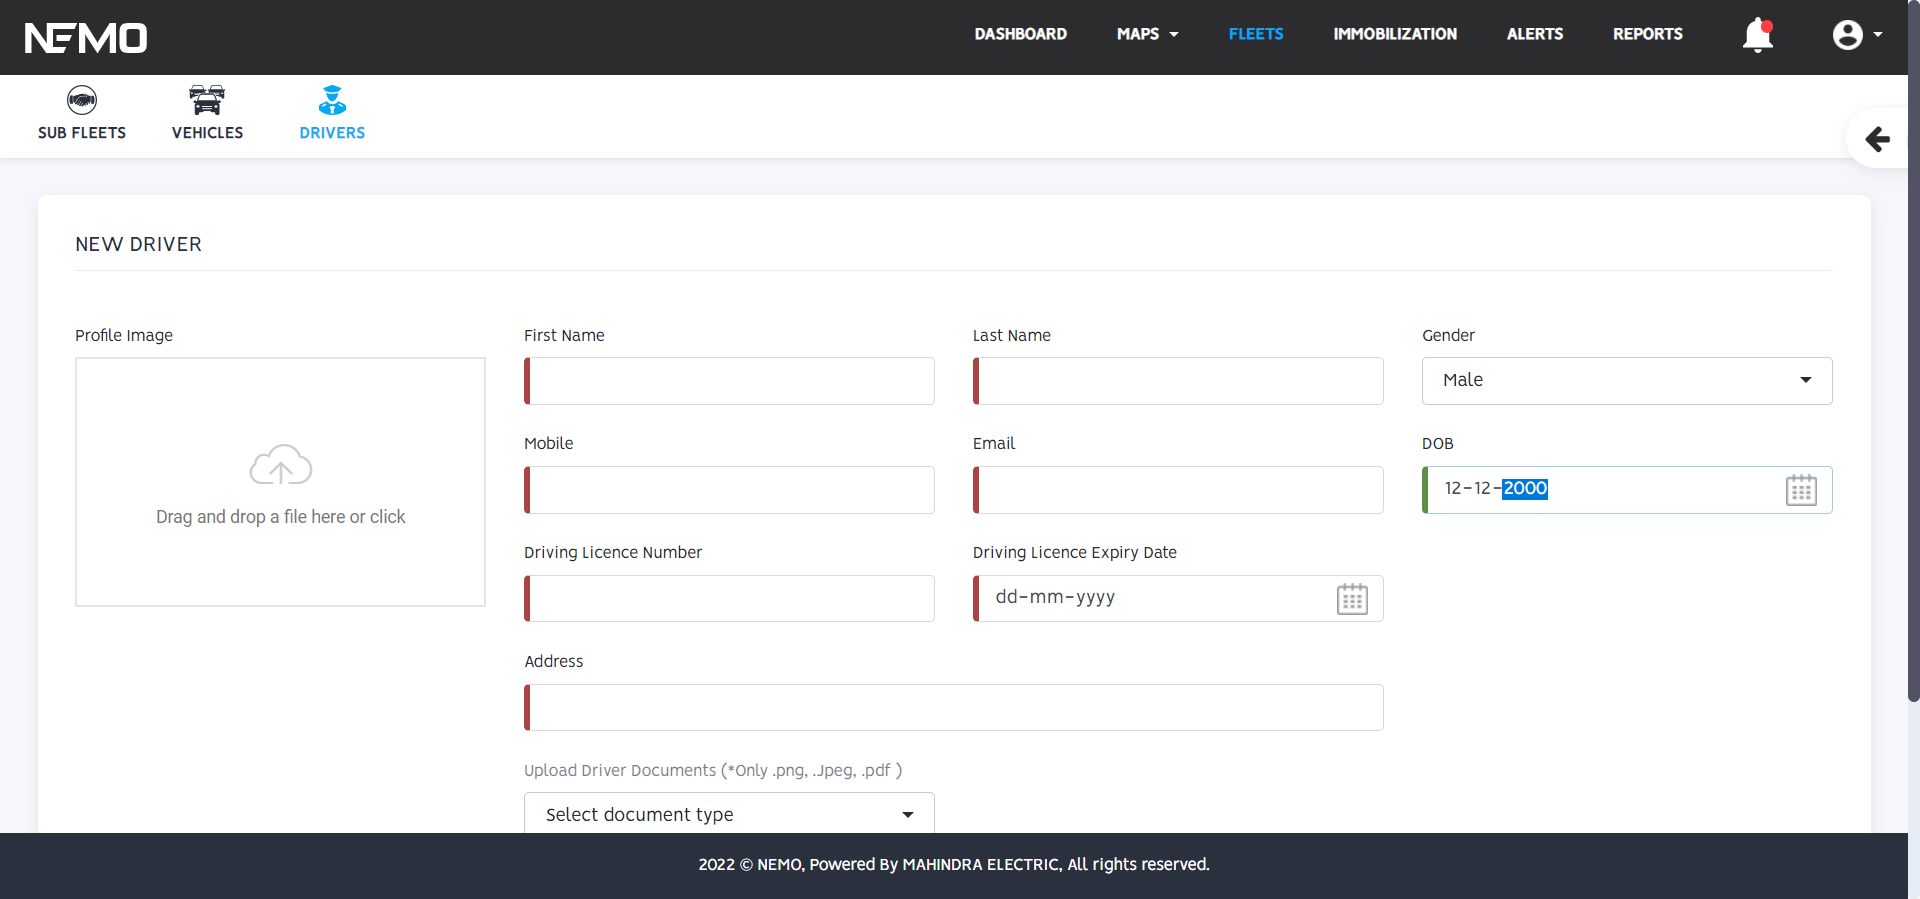 NEMO
DASHBOARD
MAPS
FLEETS
IMMOBILIZATION
ALERTS
REPORTS
SUB FLEETS
VEHICLES
DRIVERS
NEW DRIVER
Profile Image
Drag and drop a file here or click
First Name
Last Name
Gender
Male
Mobile
Email
DOB
12-12-2000
Driving Licence Number
Driving Licence Expiry Date
dd-mm-yyyy
Address
Upload Driver Documents (*Only .png, .Jpeg, .pdf )
Select document type
2022 © NEMO, Powered By MAHINDRA ELECTRIC, All rights reserved.